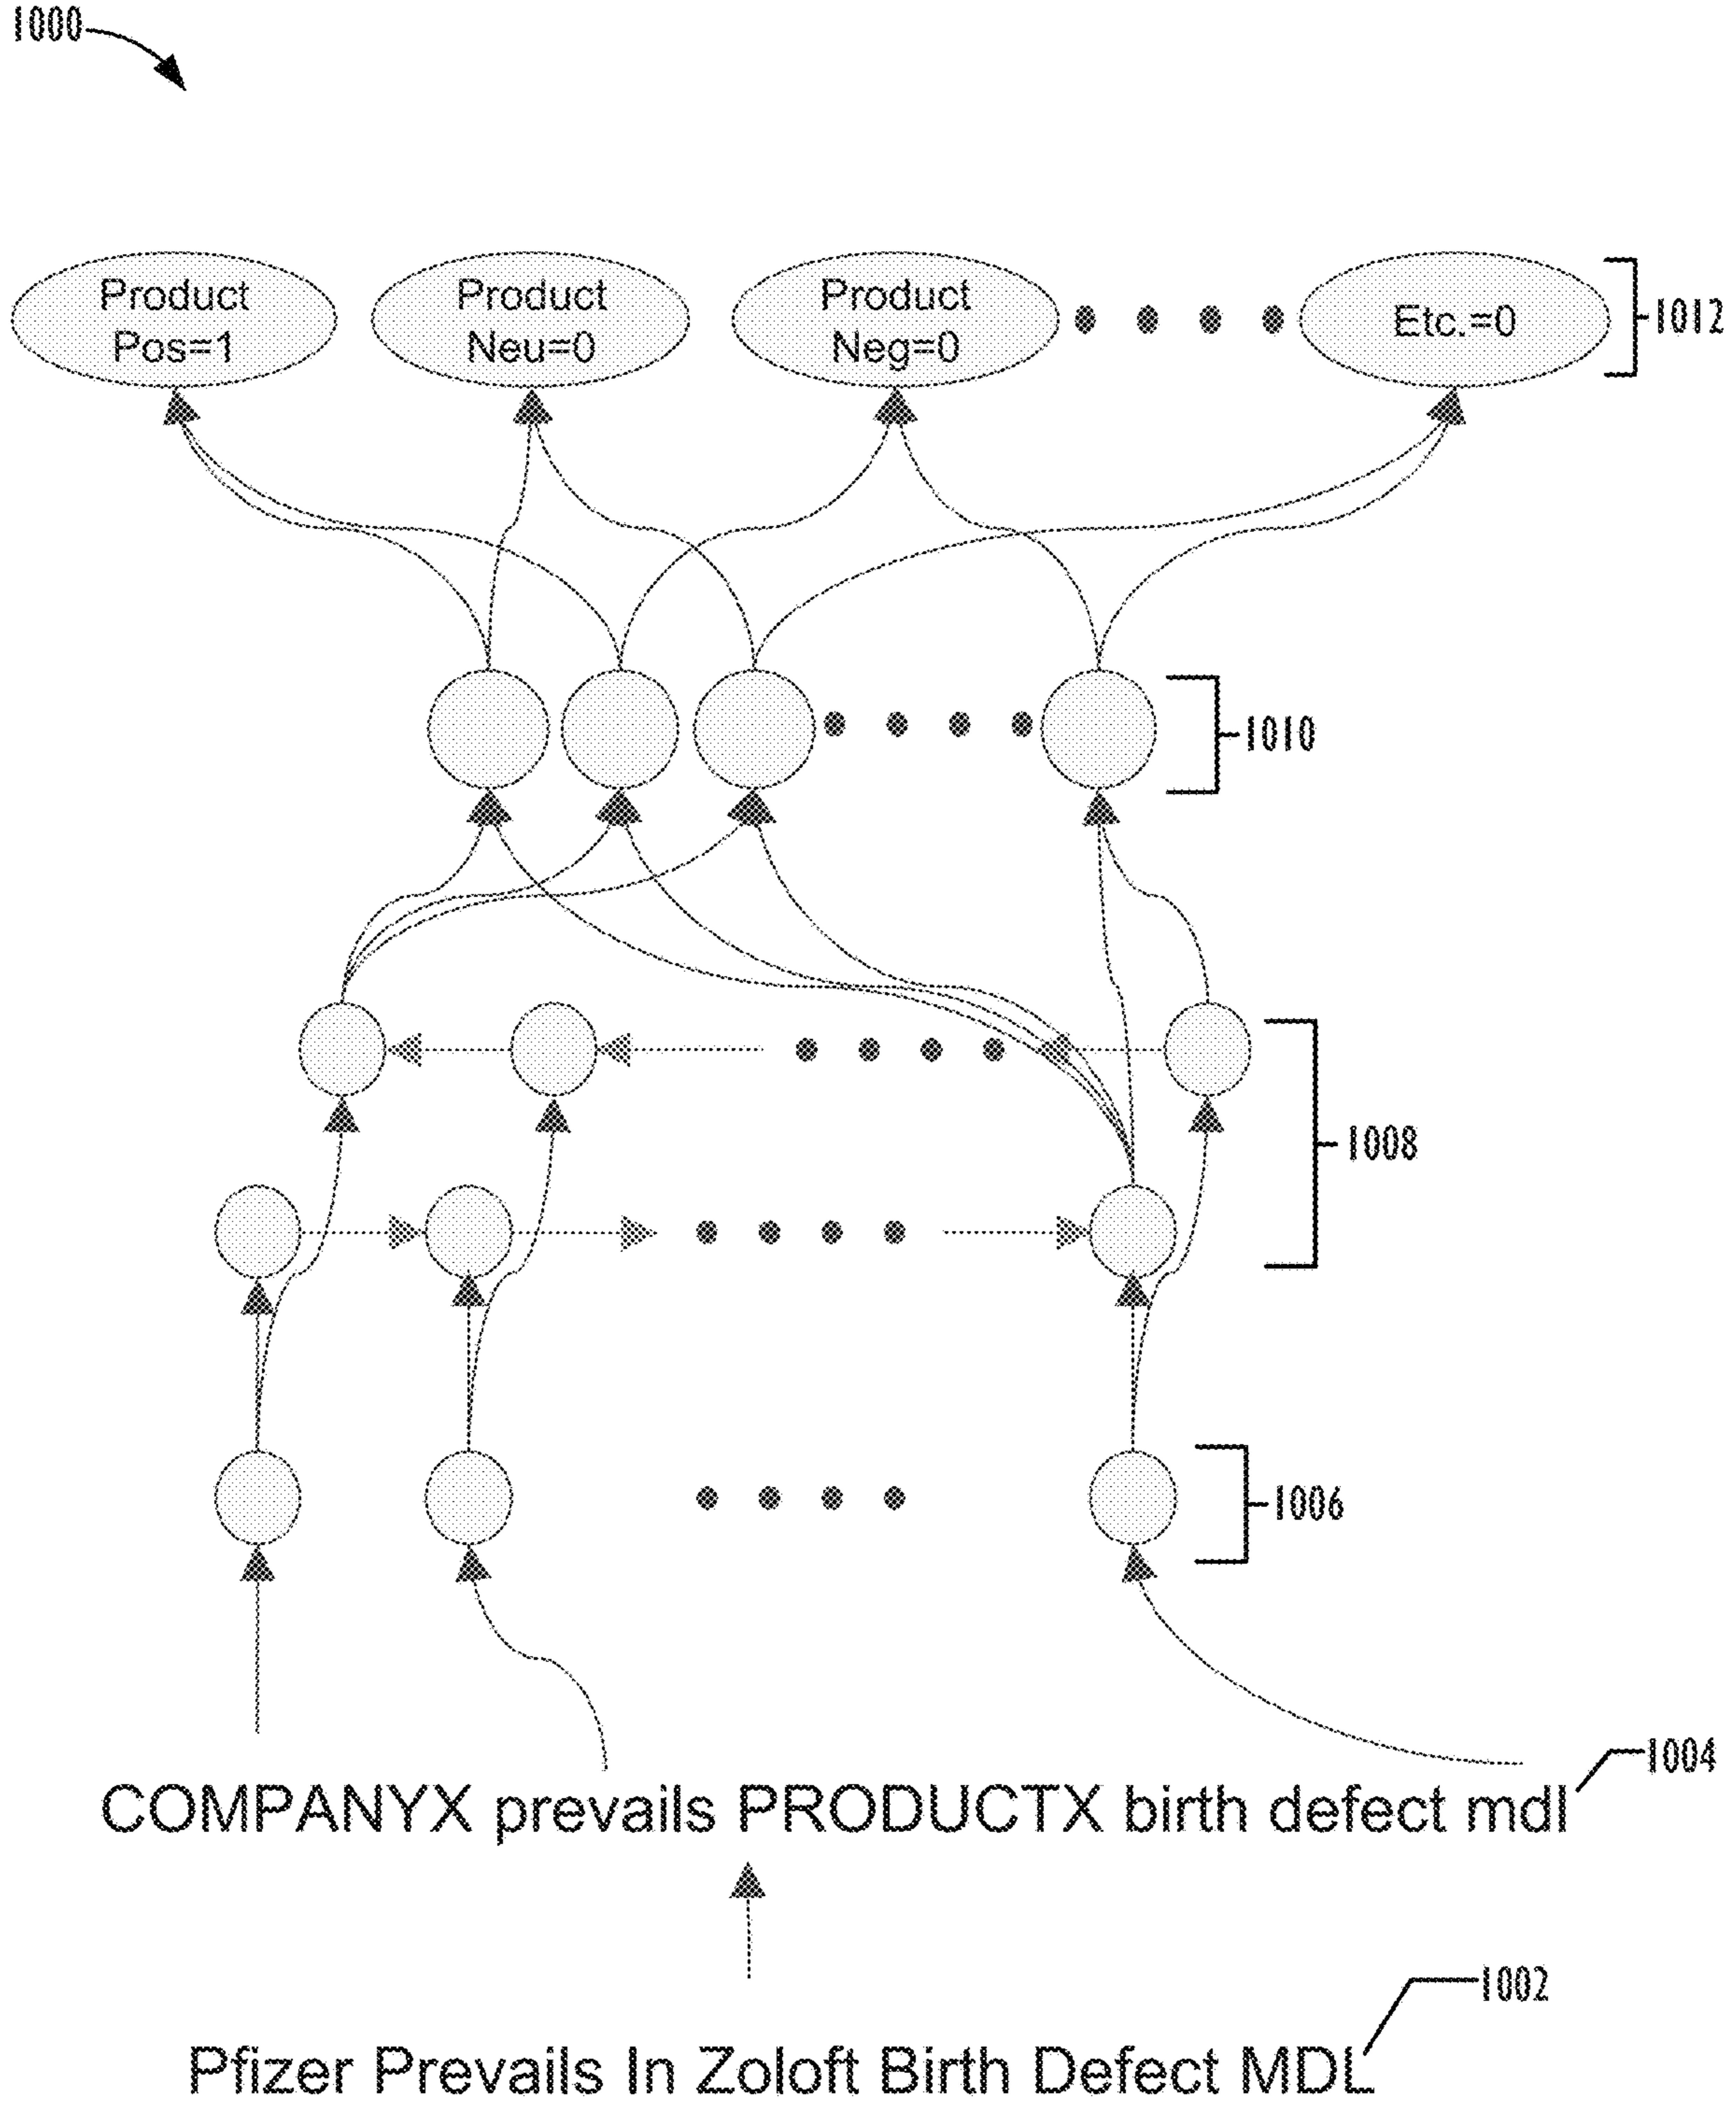 1000
Product
Pos=1
Product
Neu=0
Product
Neg=0
Etc.=0
1012
1010
1008
1006
1004
COMPANYX prevails PRODUCTX birth defect mdl
1002
Pfizer Prevails In Zoloft Birth Defect MDL